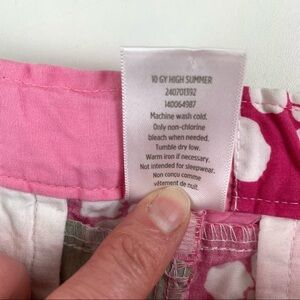 10 GY HIGH SUMMER
240701392
140064987
Machine wash cold.
Only non-chlorine
bleach when needed.
Tumble dry low.
Warm iron if necessary.
Not intended for sleepwear.
Non conçu comme
vêtement de nuit.